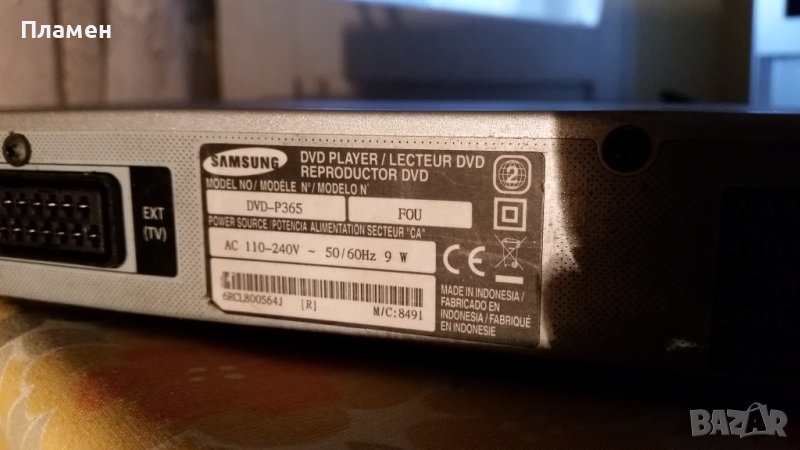 Пламен
SAMSUNG
DVD PLAYER / LECTEUR DVD
REPRODUCTOR DVD
2
MODEL NO/ MODÈLE Nº/ MODELO N
DVD-P365
FOU
POWER SOURCE / POTENCIA ALIMENTATION SECTEUR "CA"
AC 110-240V ~ 50/60Hz 9 W
CE
6RCL800564J [R] M/C:8491
MADE IN INDONESIA /
FABRICADO EN
INDONESIA / FABRIQUÉ
EN INDONESIE
EXT
(TV)
BAZAR